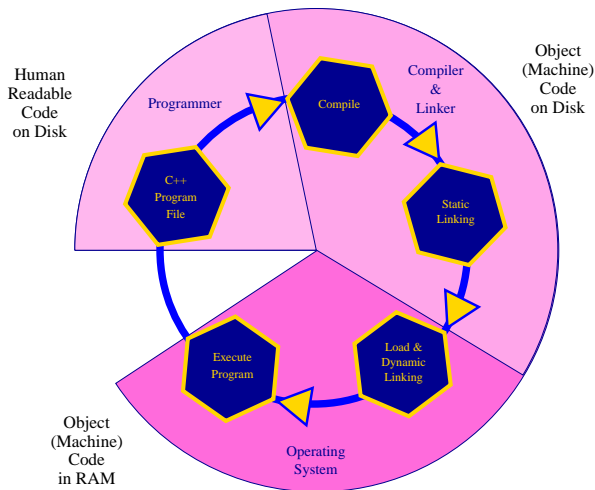 Human
Readable
Code
on Disk
Programmer
Compiler
&
Linker
Object
(Machine)
Code
on Disk
Compile
C++
Program
File
Static
Linking
Load &
Dynamic
Linking
Execute
Program
Operating
System
Object
(Machine)
Code
in RAM